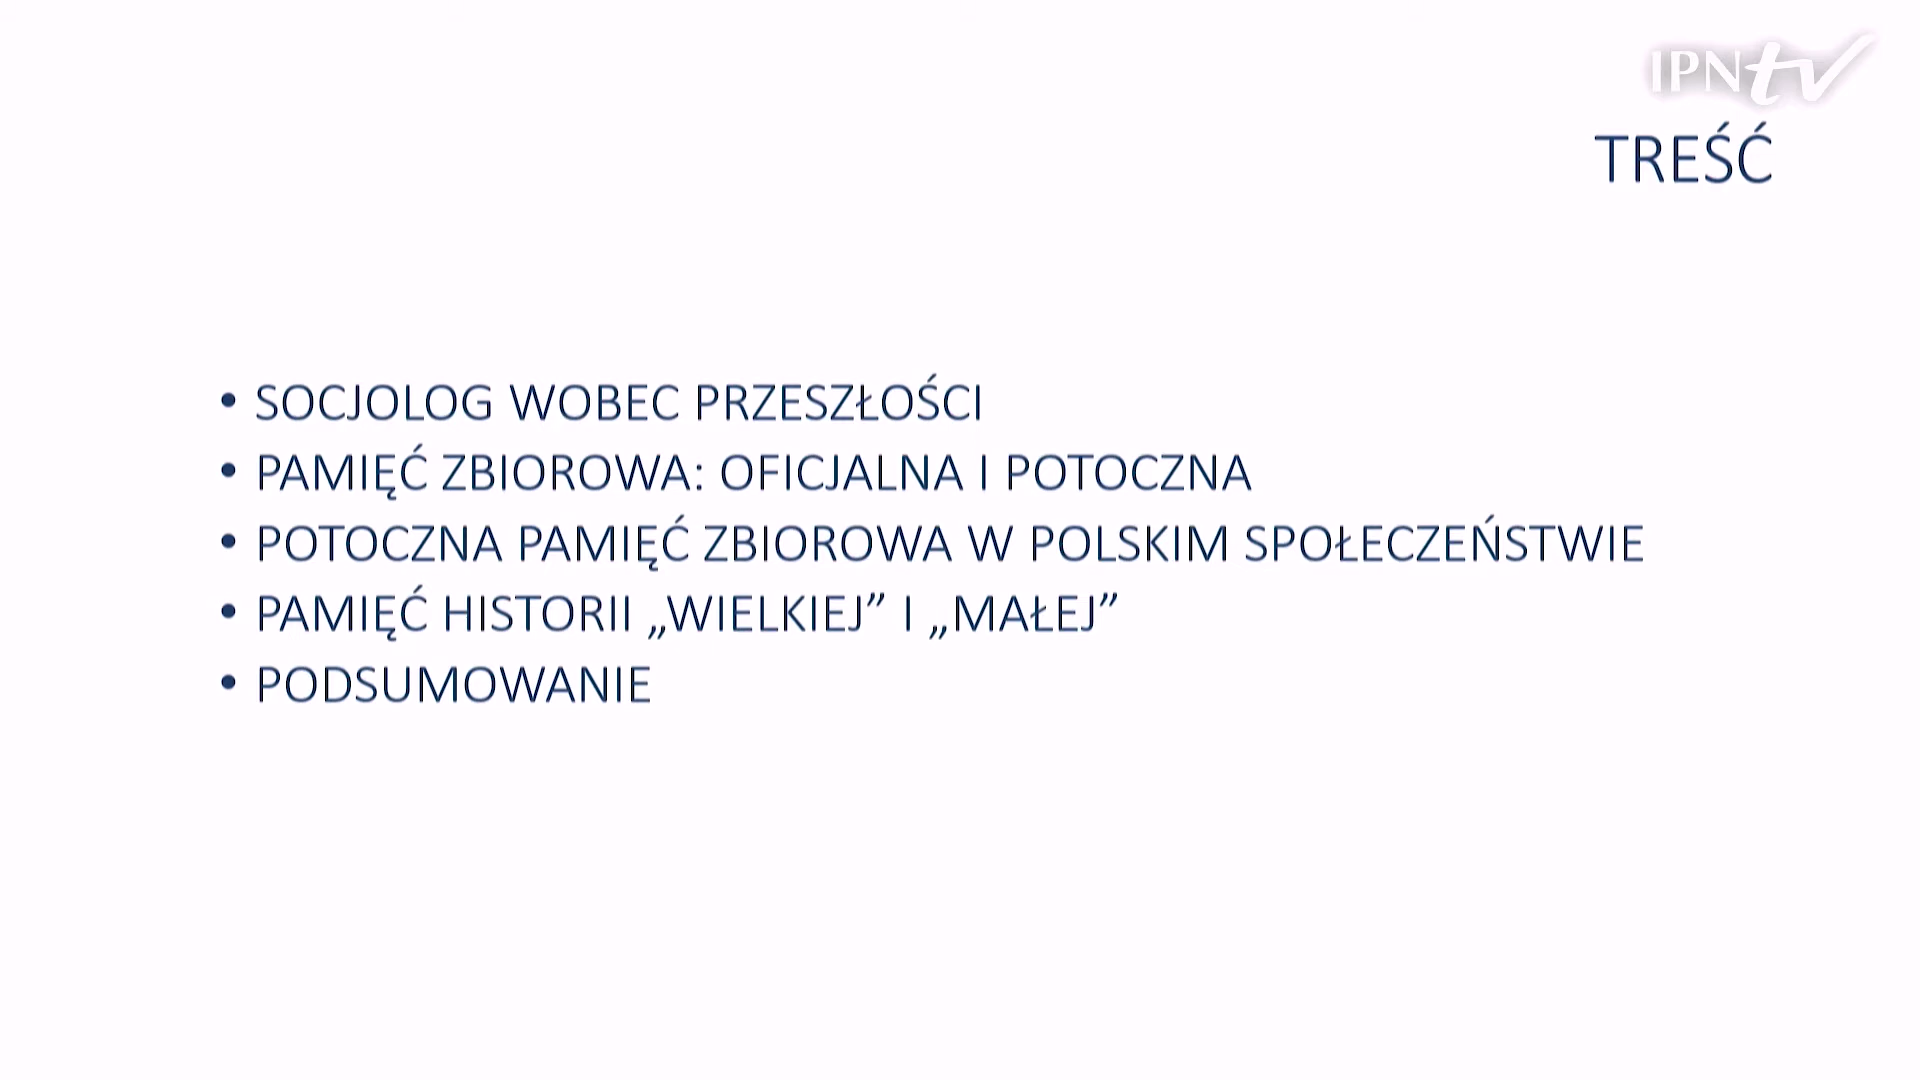 IPNtv
TREŚĆ
• SOCJOLOG WOBEC PRZESZŁOŚCI
• PAMIĘĆ ZBIOROWA: OFICJALNA I POTOCZNA
• POTOCZNA PAMIĘĆ ZBIOROWA W POLSKIM SPOŁECZEŃSTWIE
• PAMIĘĆ HISTORII „WIELKIEJ” I „MAŁEJ”
• PODSUMOWANIE